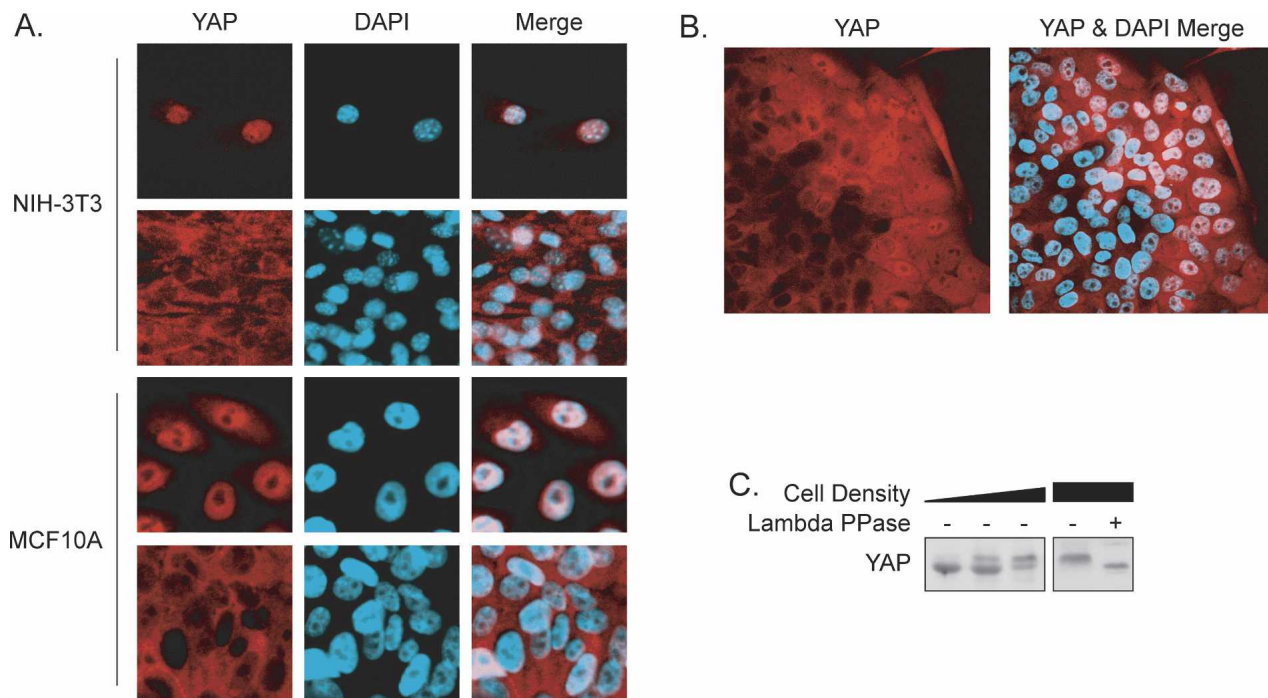 A.
YAP DAPI Merge
NIH-3T3
MCF10A
B.
YAP YAP & DAPI Merge
C.
Cell Density
Lambda PPase - - - - +
YAP